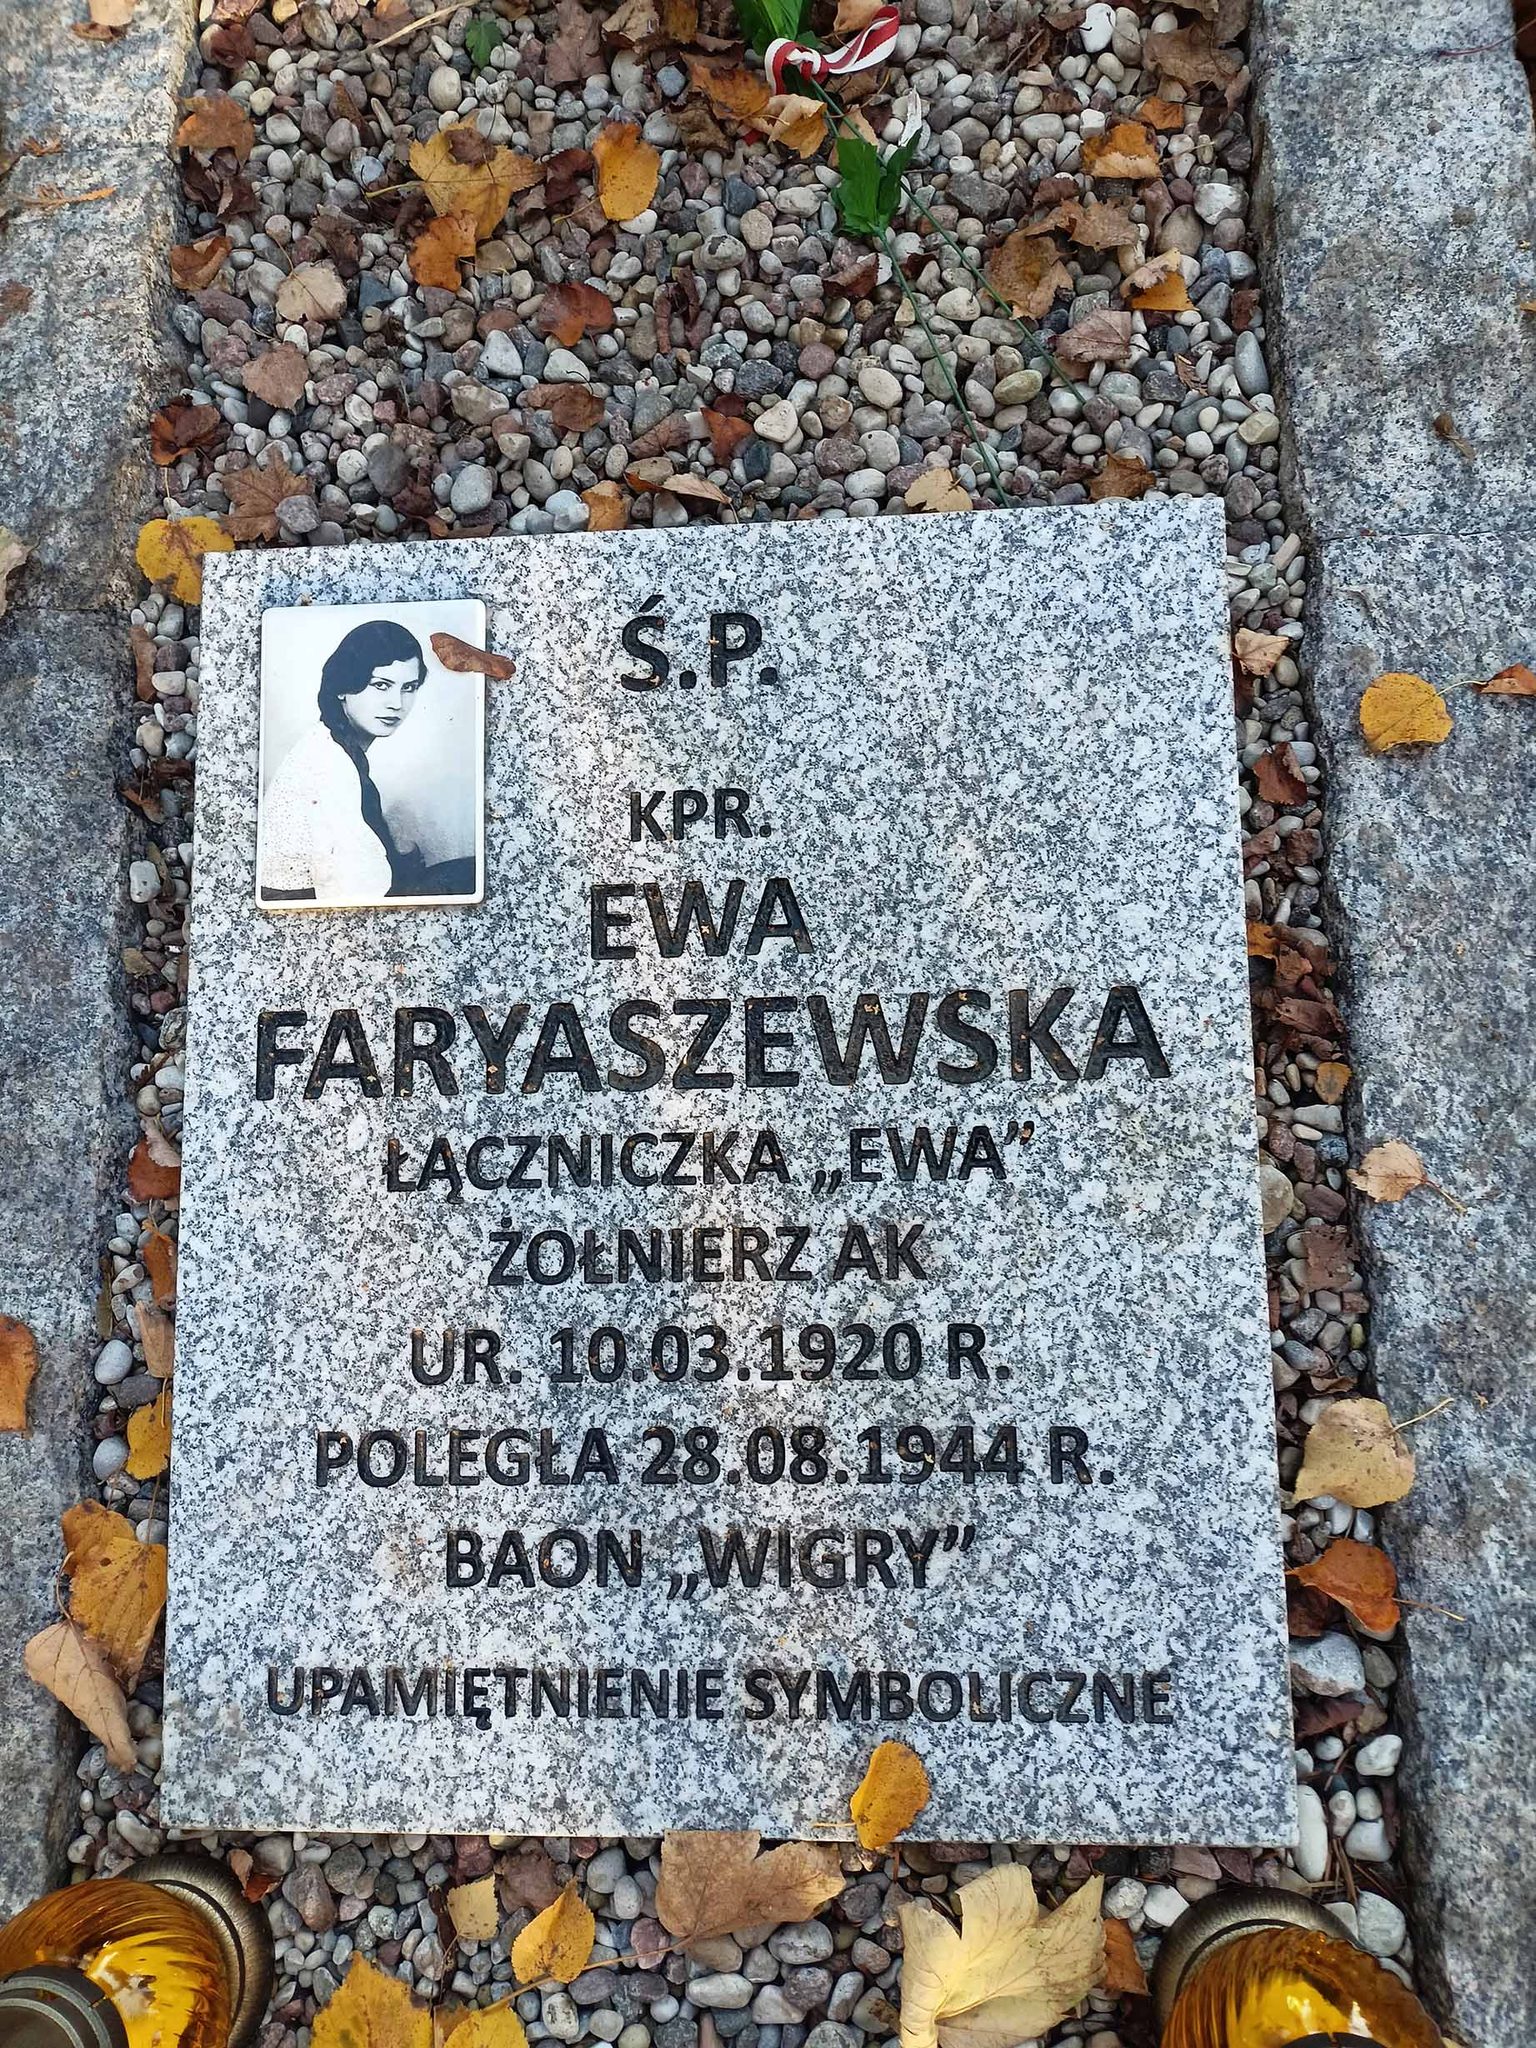 Ś.P.
KPR.
EWA
FARYASZEWSKA
ŁĄCZNICZKA „EWA”
ŻOŁNIERZ AK
UR. 10.03.1920 R.
POLEGŁA 28.08.1944 R.
BAON „WIGRY”
UPAMIĘTNIENIE SYMBOLICZNE